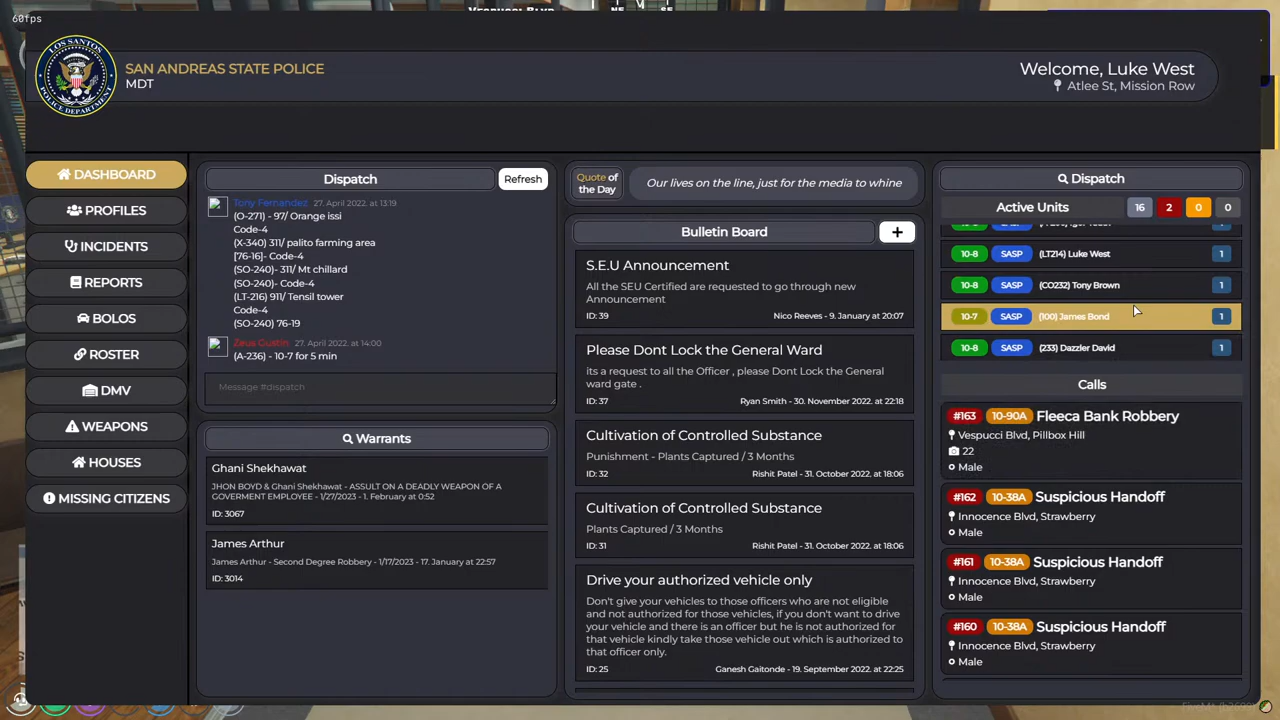 60fps
Vespucci Blvd
LOS SANTOS
POLICE DEPARTMENT
SAN ANDREAS STATE POLICE
MDT
Welcome, Luke West
Atlee St, Mission Row
DASHBOARD
PROFILES
INCIDENTS
REPORTS
BOLOS
ROSTER
DMV
WEAPONS
HOUSES
MISSING CITIZENS
Dispatch
Refresh
Tony Fernandez 27. April 2022. at 13:19
(O-271) - 97/ Orange issi
Code-4
(X-340) 311/ palito farming area
[76-16]- Code-4
(SO-240)- 311/ Mt chillard
(SO-240)- Code-4
(LT-216) 911/ Tensil tower
Code-4
(SO-240) 76-19
Zeus Gustin 27. April 2022. at 14:00
(A-236) - 10-7 for 5 min
Message #dispatch
Warrants
Ghani Shekhawat
JHON BOYD & Ghani Shekhawat - ASSULT ON A DEADLY WEAPON OF A
GOVERMENT EMPLOYEE - 1/27/2023 - 1. February at 0:52
ID: 3067
James Arthur
James Arthur - Second Degree Robbery - 1/17/2023 - 17. January at 22:57
ID: 3014
Quote of
the Day
Our lives on the line, just for the media to whine
Bulletin Board
+
S.E.U Announcement
All the SEU Certified are requested to go through new
Announcement
ID: 39 Nico Reeves - 9. January at 20:07
Please Dont Lock the General Ward
its a request to all the Officer , please Dont Lock the General
ward gate .
ID: 37 Ryan Smith - 30. November 2022. at 22:18
Cultivation of Controlled Substance
Punishment - Plants Captured / 3 Months
ID: 32 Rishit Patel - 31. October 2022. at 18:06
Cultivation of Controlled Substance
Plants Captured / 3 Months
ID: 31 Rishit Patel - 31. October 2022. at 18:06
Drive your authorized vehicle only
Don't give your vehicles to those officers who are not eligible
and not authorized for those vehicles, if you don't want to drive
your vehicle and there is an officer but he is not authorized for
that vehicle kindly take those vehicle out which is authorized to
that officer only.
ID: 25 Ganesh Gaitonde - 19. September 2022. at 22:25
Dispatch
Active Units 16 2 0 0
10-8 SASP (LT214) Luke West 1
10-8 SASP (CO232) Tony Brown 1
10-7 SASP (100) James Bond 1
10-8 SASP (233) Dazzler David 1
Calls
#163 10-90A Fleeca Bank Robbery
Vespucci Blvd, Pillbox Hill
22
Male
#162 10-38A Suspicious Handoff
Innocence Blvd, Strawberry
Male
#161 10-38A Suspicious Handoff
Innocence Blvd, Strawberry
Male
#160 10-38A Suspicious Handoff
Innocence Blvd, Strawberry
Male